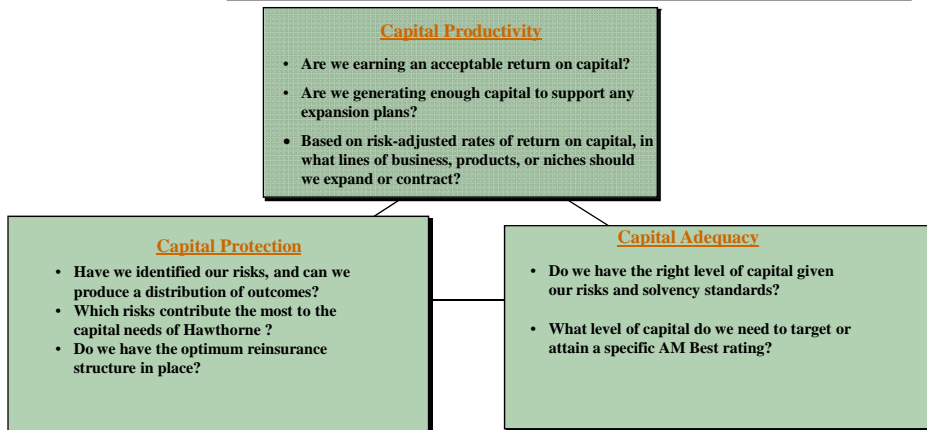 Capital Productivity
• Are we earning an acceptable return on capital?
• Are we generating enough capital to support any
expansion plans?
• Based on risk-adjusted rates of return on capital, in
what lines of business, products, or niches should
we expand or contract?
Capital Protection
• Have we identified our risks, and can we
produce a distribution of outcomes?
• Which risks contribute the most to the
capital needs of Hawthorne ?
• Do we have the optimum reinsurance
structure in place?
Capital Adequacy
• Do we have the right level of capital given
our risks and solvency standards?
• What level of capital do we need to target or
attain a specific AM Best rating?